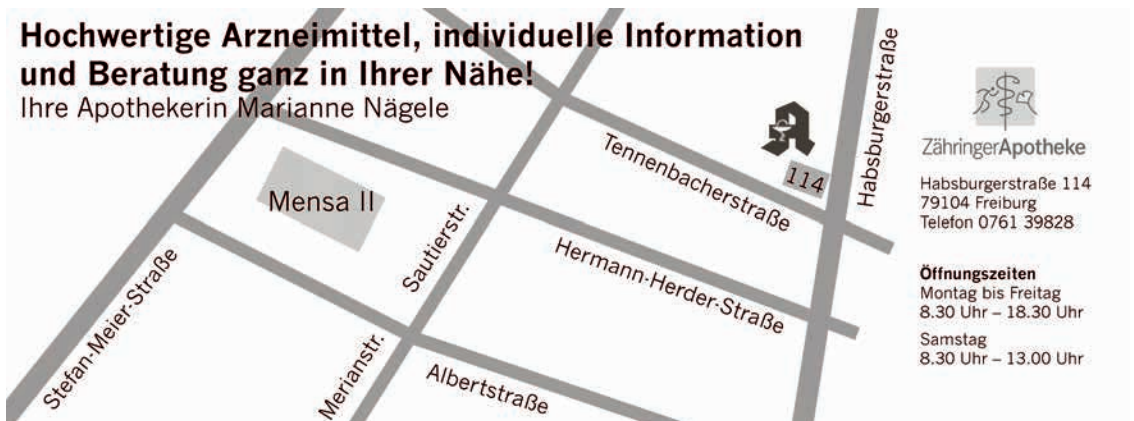 Hochwertige Arzneimittel, individuelle Information
und Beratung ganz in Ihrer Nähe!
Ihre Apothekerin Marianne Nägele
Habsburgerstraße
Tennenbacherstraße
114
Mensa II
Sautierstr.
Hermann-Herder-Straße
Stefan-Meier-Straße
Merianstr.
Albertstraße
ZähringerApotheke
Habsburgerstraße 114
79104 Freiburg
Telefon 0761 39828
Öffnungszeiten
Montag bis Freitag
8.30 Uhr – 18.30 Uhr
Samstag
8.30 Uhr – 13.00 Uhr